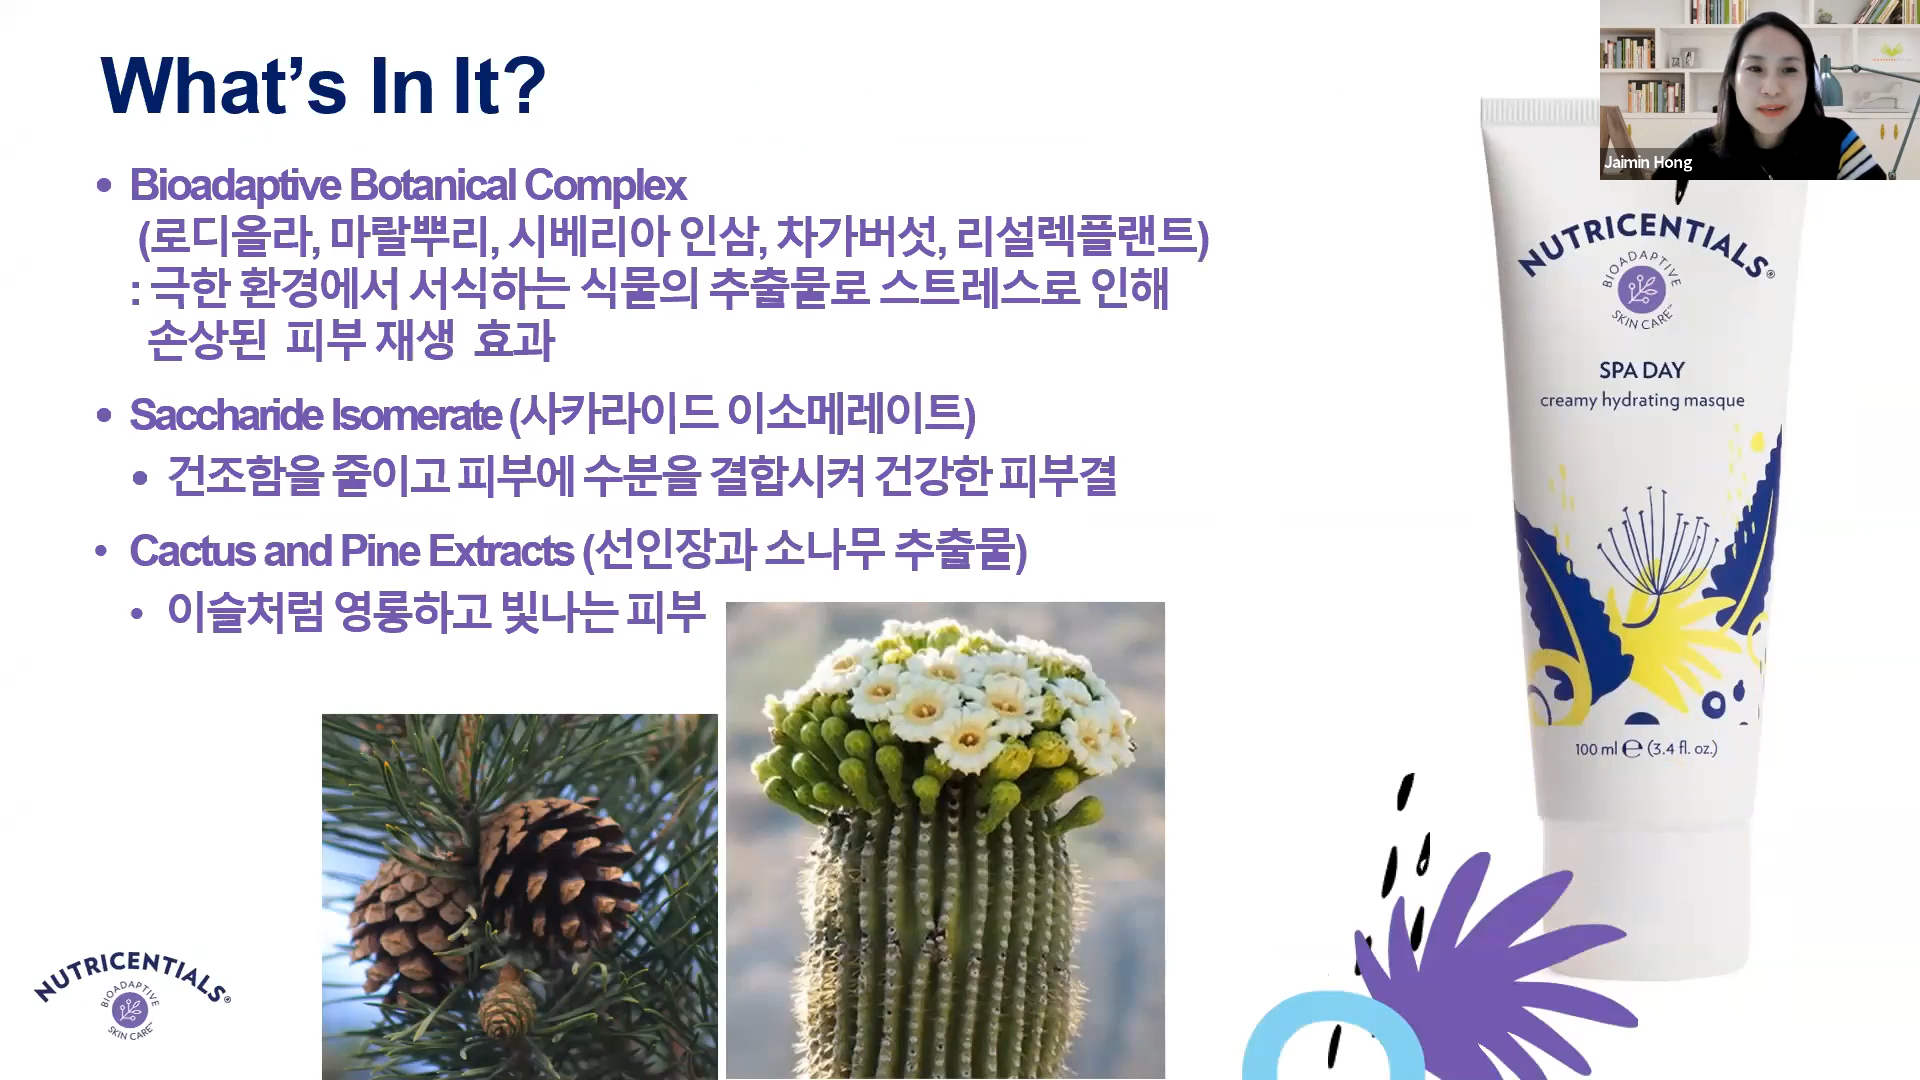 What's In It?
• Bioadaptive Botanical Complex
(로디올라, 마랄뿌리, 시베리아 인삼, 차가버섯, 리설렉플랜트)
: 극한 환경에서 서식하는 식물의 추출물로 스트레스로 인해
손상된 피부 재생 효과
• Saccharide Isomerate (사카라이드 이소메레이트)
• 건조함을 줄이고 피부에 수분을 결합시켜 건강한 피부결
• Cactus and Pine Extracts (선인장과 소나무 추출물)
• 이슬처럼 영롱하고 빛나는 피부
Jaimin Hong
NUTRICENTIALS®
BIOADAPTIVE
SKIN CARE™
SPA DAY
creamy hydrating masque
100 ml ℮ (3.4 fl. oz.)
NUTRICENTIALS®
BIOADAPTIVE
SKIN CARE™